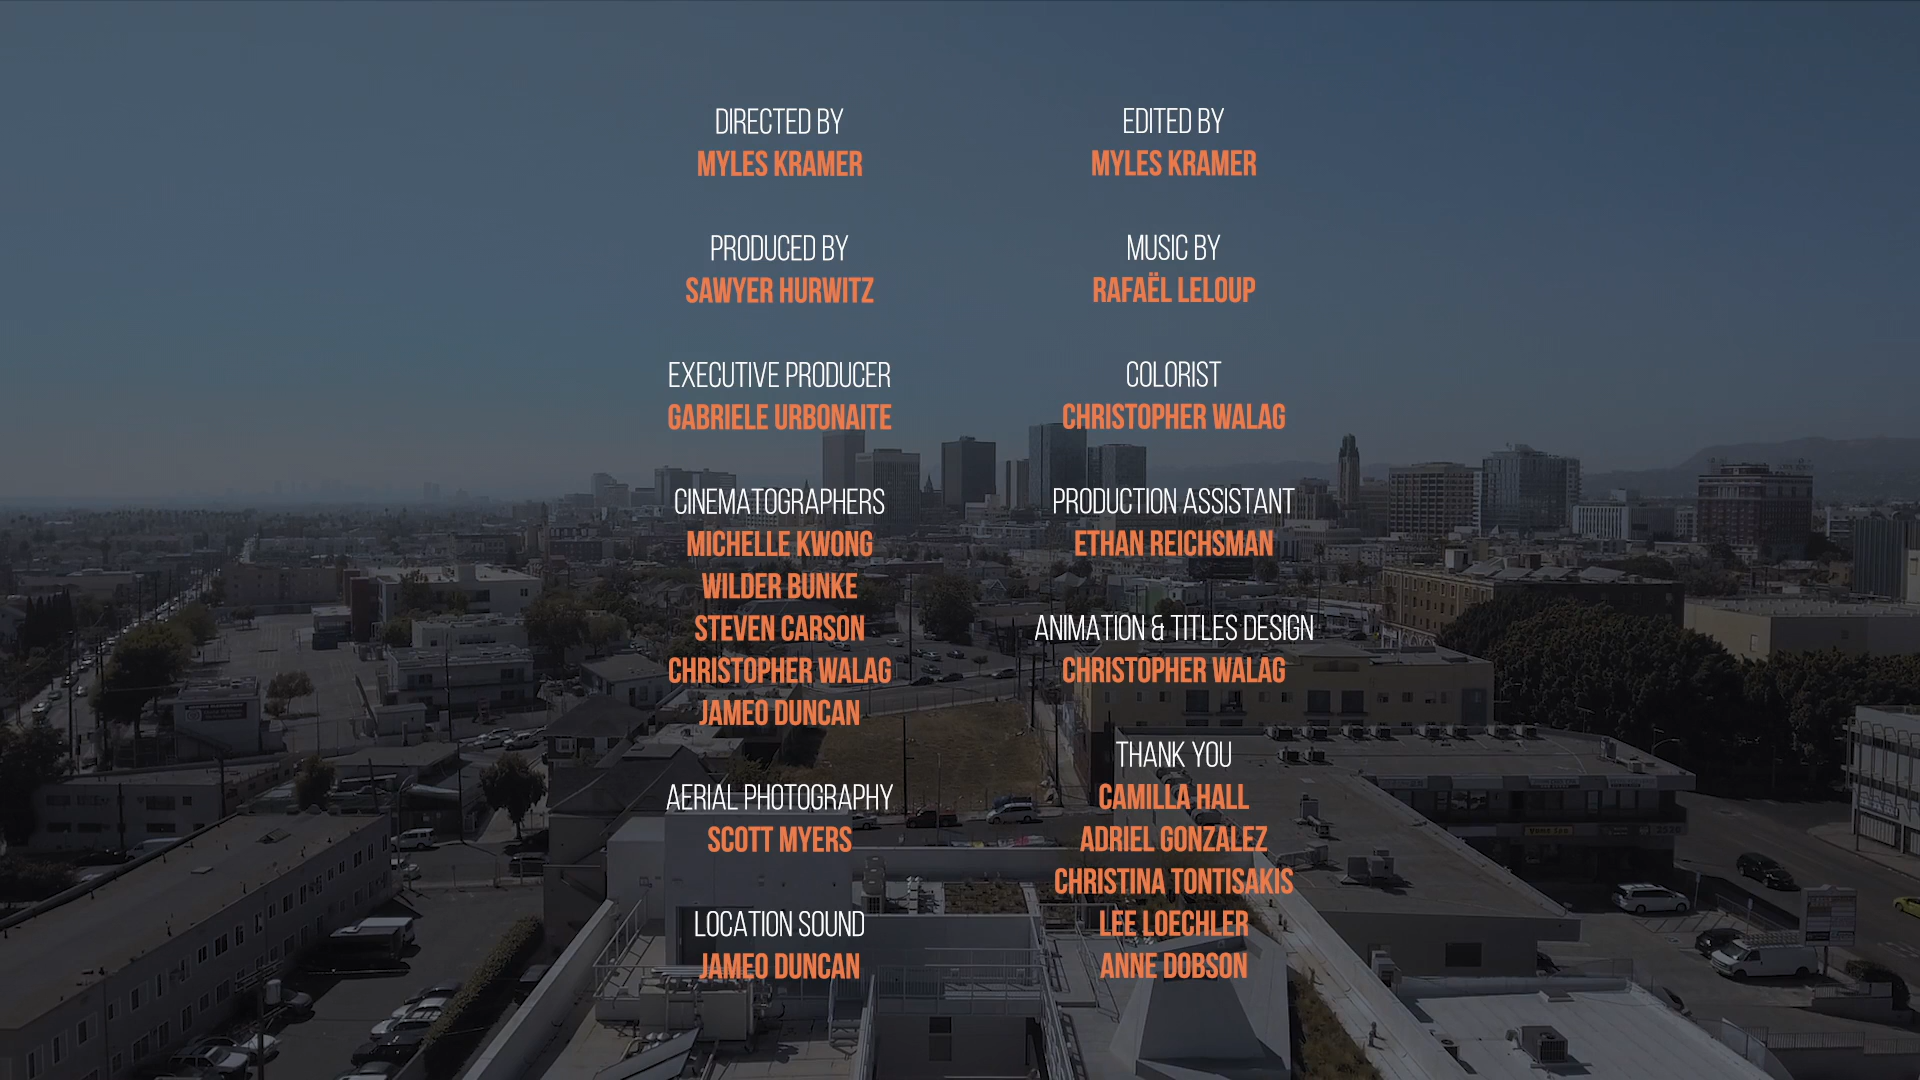 DIRECTED BY
MYLES KRAMER
PRODUCED BY
SAWYER HURWITZ
EXECUTIVE PRODUCER
GABRIELE URBONAITE
CINEMATOGRAPHERS
MICHELLE KWONG
WILDER BUNKE
STEVEN CARSON
CHRISTOPHER WALAG
JAMEO DUNCAN
AERIAL PHOTOGRAPHY
SCOTT MYERS
LOCATION SOUND
JAMEO DUNCAN
EDITED BY
MYLES KRAMER
MUSIC BY
RAFAËL LELOUP
COLORIST
CHRISTOPHER WALAG
PRODUCTION ASSISTANT
ETHAN REICHSMAN
ANIMATION & TITLES DESIGN
CHRISTOPHER WALAG
THANK YOU
CAMILLA HALL
ADRIEL GONZALEZ
CHRISTINA TONTISAKIS
LEE LOECHLER
ANNE DOBSON